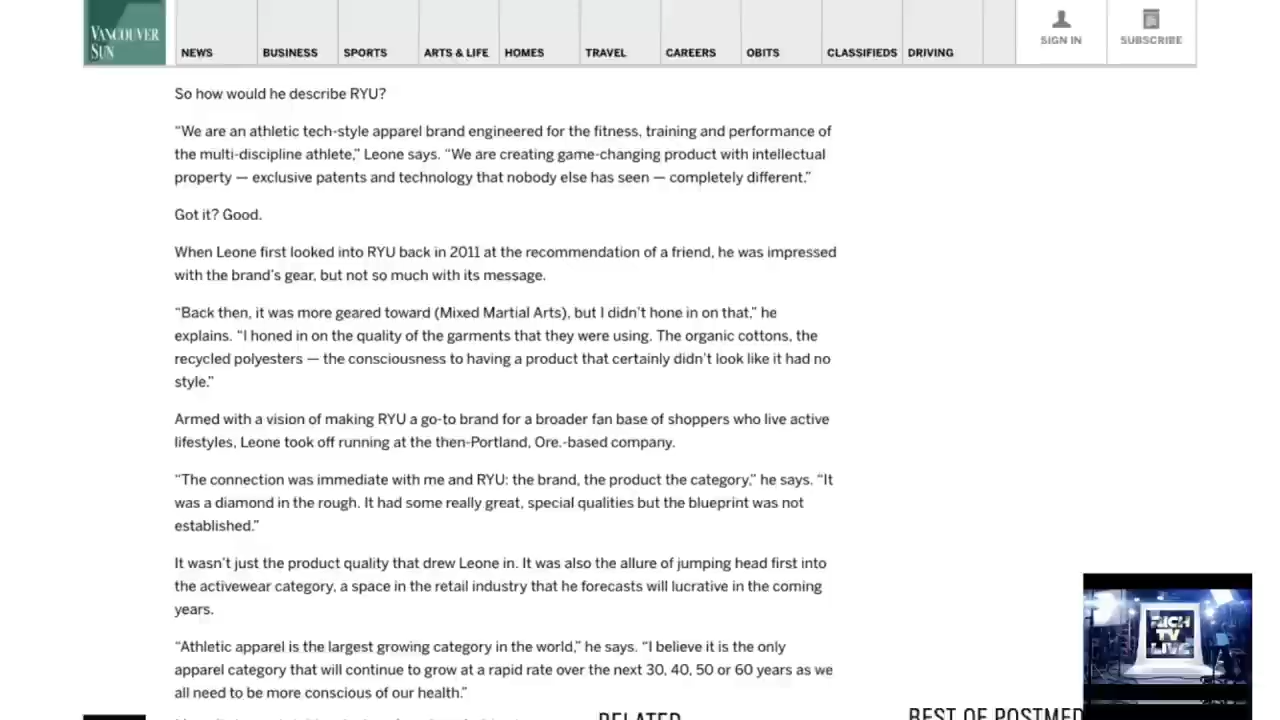 VANCOUVER
SUN
NEWS
BUSINESS
SPORTS
ARTS & LIFE
HOMES
TRAVEL
CAREERS
OBITS
CLASSIFIEDS
DRIVING
SIGN IN
SUBSCRIBE
So how would he describe RYU?
“We are an athletic tech-style apparel brand engineered for the fitness, training and performance of
the multi-discipline athlete,” Leone says. “We are creating game-changing product with intellectual
property — exclusive patents and technology that nobody else has seen — completely different.”
Got it? Good.
When Leone first looked into RYU back in 2011 at the recommendation of a friend, he was impressed
with the brand’s gear, but not so much with its message.
“Back then, it was more geared toward (Mixed Martial Arts), but I didn’t hone in on that,” he
explains. “I honed in on the quality of the garments that they were using. The organic cottons, the
recycled polyesters — the consciousness to having a product that certainly didn’t look like it had no
style.”
Armed with a vision of making RYU a go-to brand for a broader fan base of shoppers who live active
lifestyles, Leone took off running at the then-Portland, Ore.-based company.
“The connection was immediate with me and RYU: the brand, the product the category,” he says. “It
was a diamond in the rough. It had some really great, special qualities but the blueprint was not
established.”
It wasn’t just the product quality that drew Leone in. It was also the allure of jumping head first into
the activewear category, a space in the retail industry that he forecasts will lucrative in the coming
years.
“Athletic apparel is the largest growing category in the world,” he says. “I believe it is the only
apparel category that will continue to grow at a rapid rate over the next 30, 40, 50 or 60 years as we
all need to be more conscious of our health.”
RELATED
BEST OF POSTMED
RICH
TV
LIVE